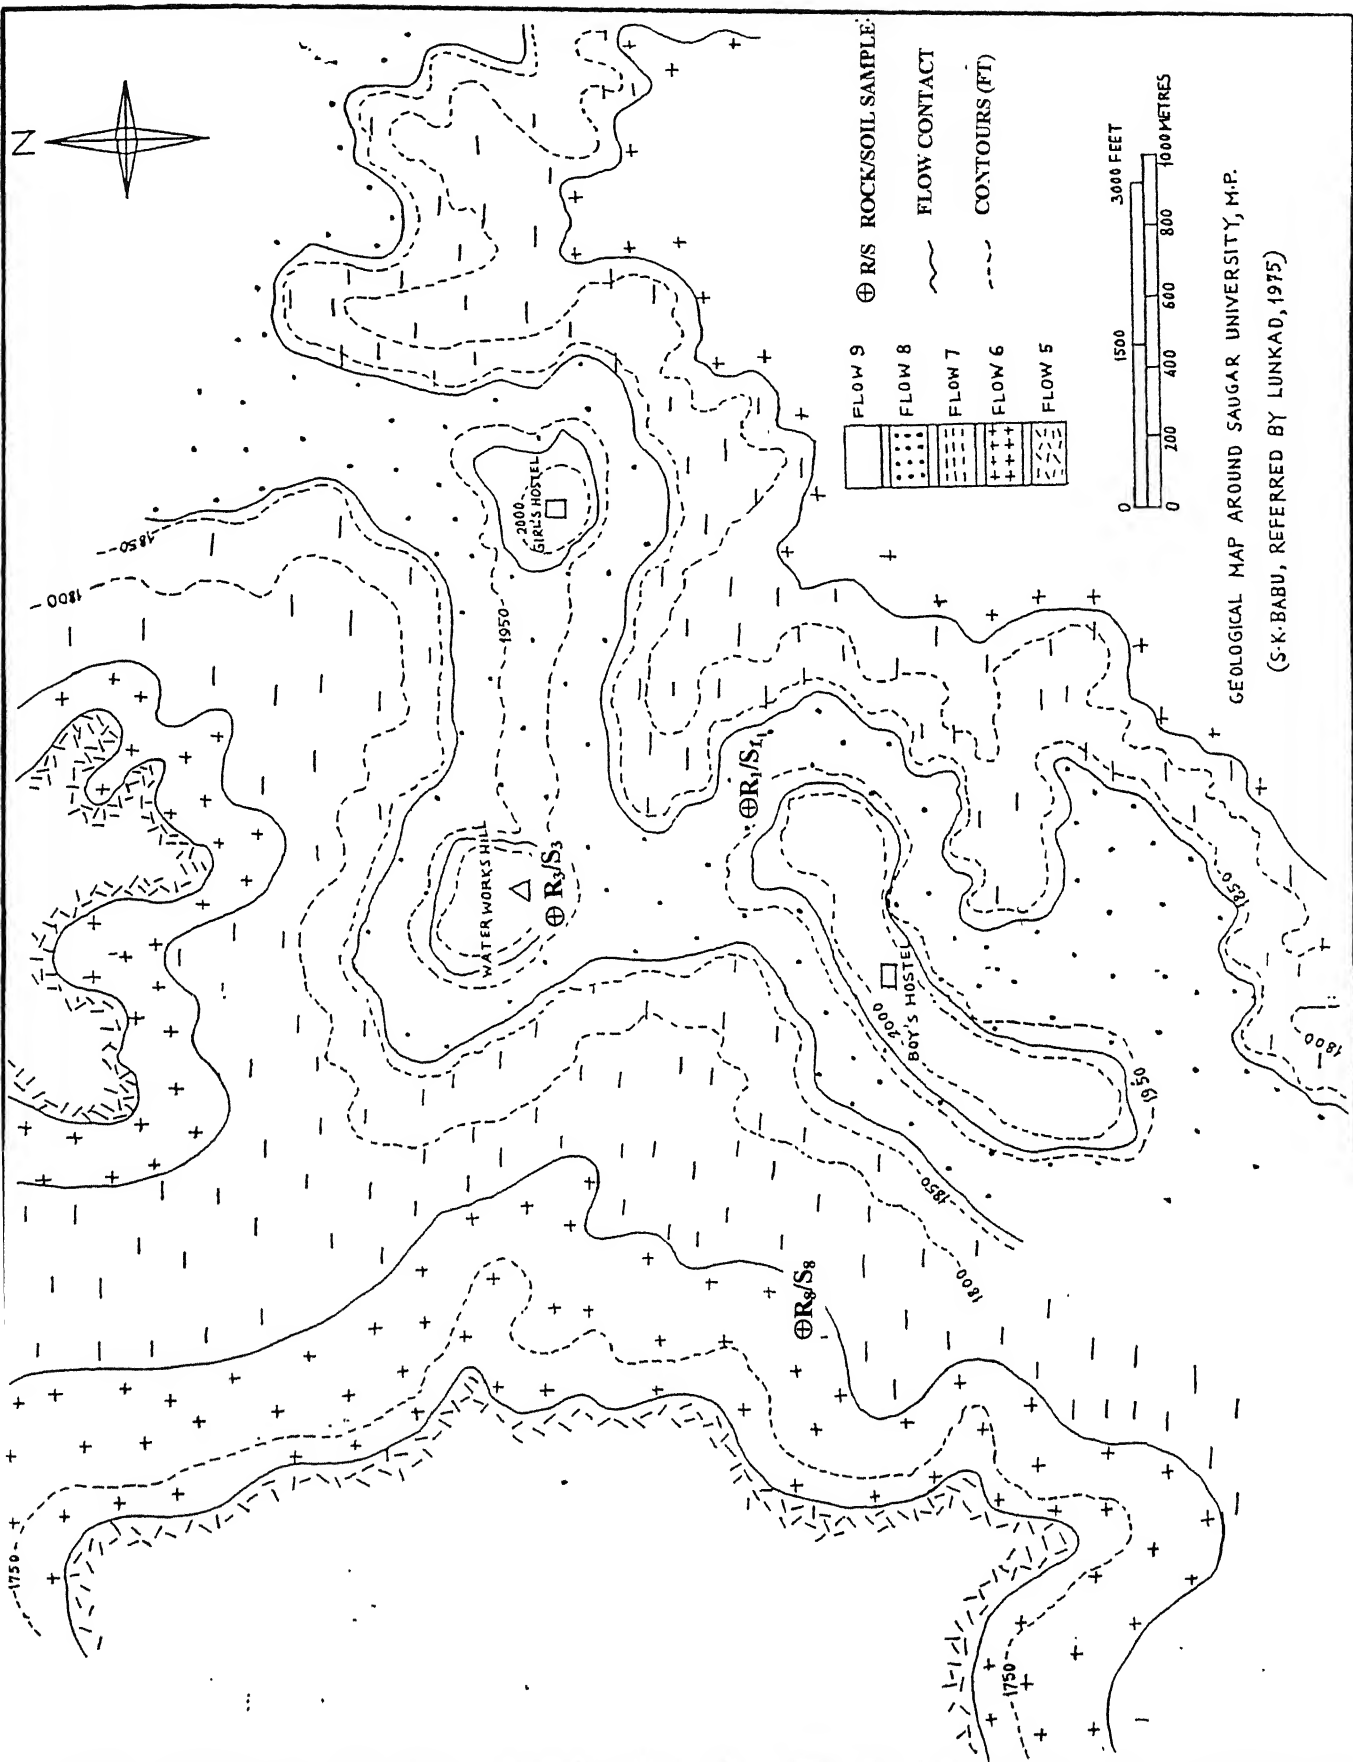 N
⊕ R/S ROCK/SOIL SAMPLE
FLOW CONTACT
CONTOURS (FT)
FLOW 9
FLOW 8
FLOW 7
FLOW 6
FLOW 5
0 1500 3000 FEET
0 200 400 600 800 1000 METRES
GEOLOGICAL MAP AROUND SAUGAR UNIVERSITY, M.P.
(S.K. BABU, REFERRED BY LUNKAD, 1975)
1850
1800
2000
GIRL'S HOSTEL
1950
WATER WORKS HILL
⊕ R3/S3
⊕R1/S1
2000
BOY'S HOSTEL
1950
1850
1800
1850
1800
⊕R8/S8
1750
1750